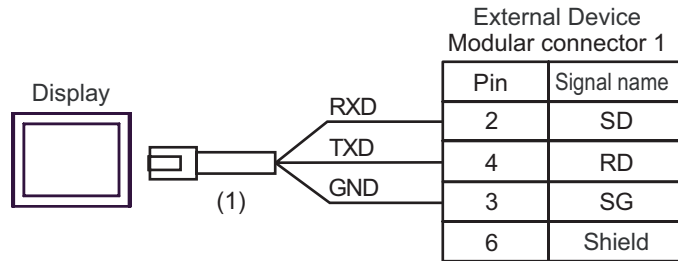 External Device
Modular connector 1
Display
Pin Signal name
RXD 2 SD
TXD 4 RD
GND 3 SG
6 Shield
(1)